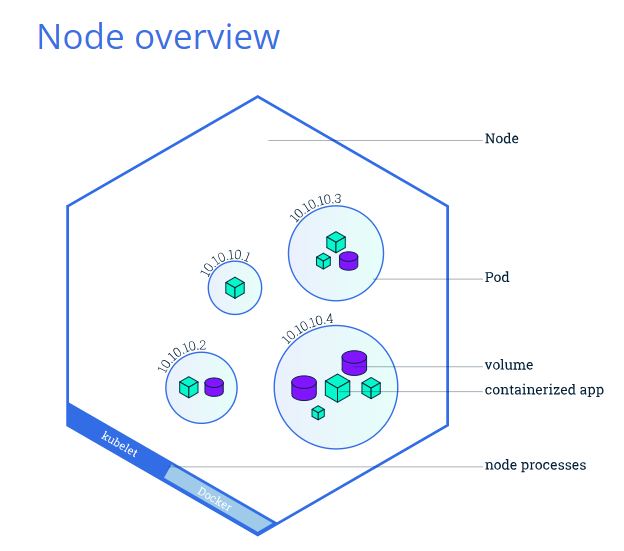 Node overview
Node
10.10.10.3
10.10.10.1
Pod
10.10.10.4
10.10.10.2
volume
containerized app
kubelet
node processes
Docker